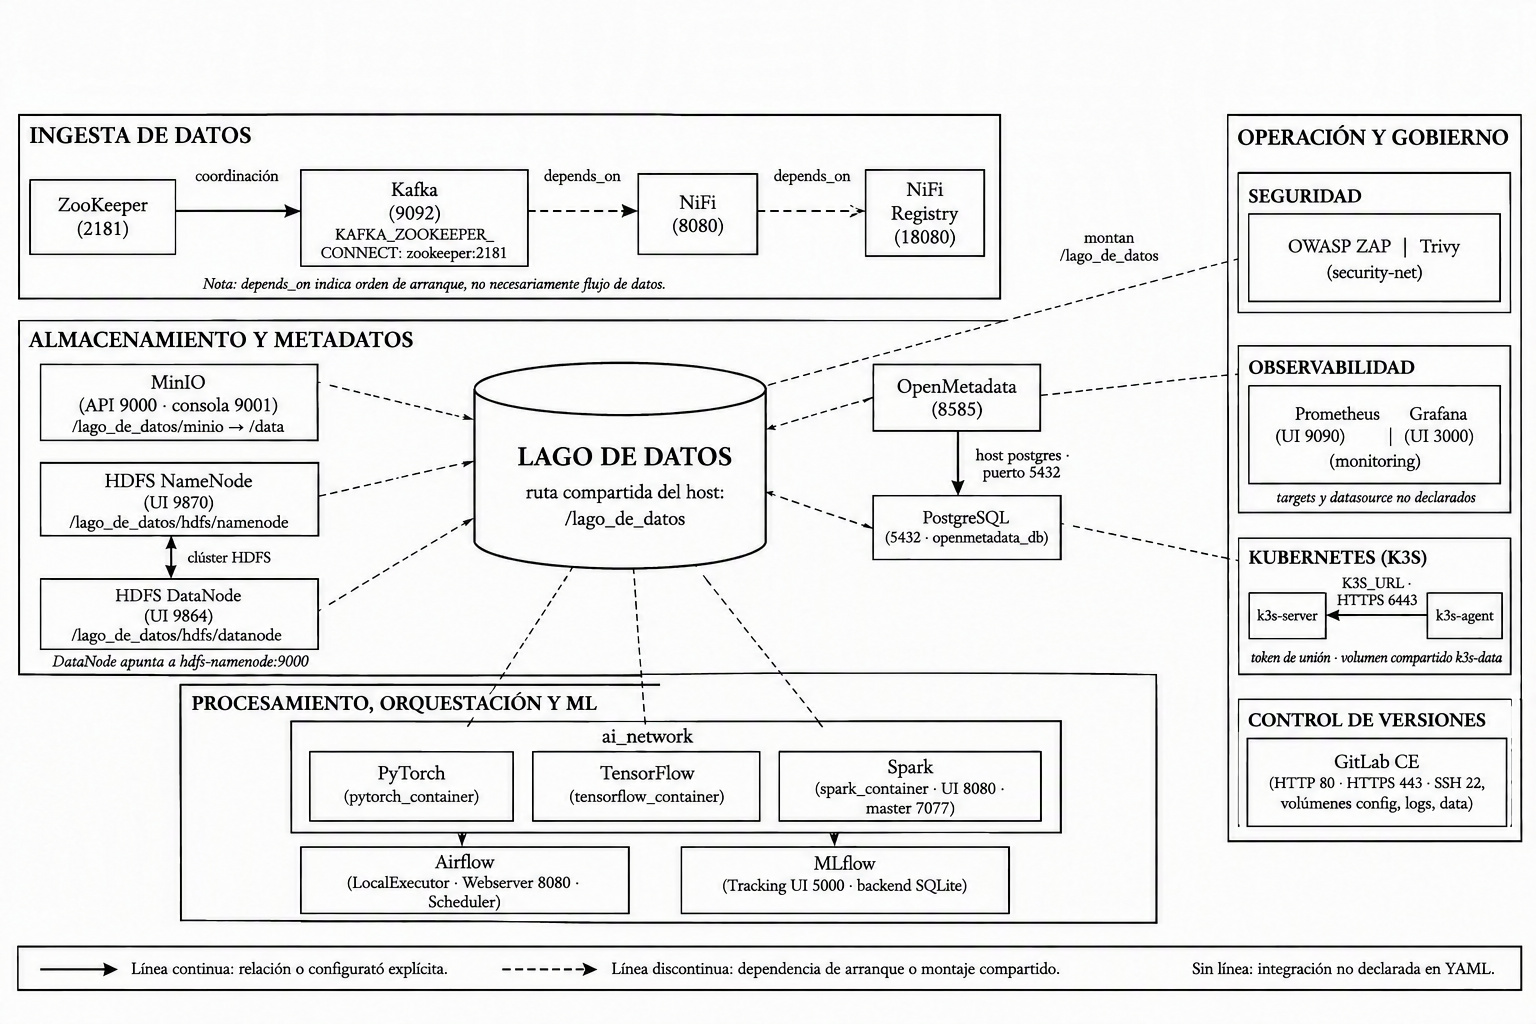 INGESTA DE DATOS
ZooKeeper
(2181)
coordinación
Kafka
(9092)
KAFKA_ZOOKEEPER_
CONNECT: zookeeper:2181
depends_on
NiFi
(8080)
depends_on
NiFi
Registry
(18080)
Nota: depends_on indica orden de arranque, no necesariamente flujo de datos.
montan
/lago_de_datos
ALMACENAMIENTO Y METADATOS
MinIO
(API 9000 · consola 9001)
/lago_de_datos/minio → /data
HDFS NameNode
(UI 9870)
/lago_de_datos/hdfs/namenode
clúster HDFS
HDFS DataNode
(UI 9864)
/lago_de_datos/hdfs/datanode
DataNode apunta a hdfs-namenode:9000
LAGO DE DATOS
ruta compartida del host:
/lago_de_datos
OpenMetadata
(8585)
host postgres ·
puerto 5432
PostgreSQL
(5432 · openmetadata_db)
PROCESAMIENTO, ORQUESTACIÓN Y ML
ai_network
PyTorch
(pytorch_container)
TensorFlow
(tensorflow_container)
Spark
(spark_container · UI 8080 ·
master 7077)
Airflow
(LocalExecutor · Webserver 8080 ·
Scheduler)
MLflow
(Tracking UI 5000 · backend SQLite)
OPERACIÓN Y GOBIERNO
SEGURIDAD
OWASP ZAP | Trivy
(security-net)
OBSERVABILIDAD
Prometheus Grafana
(UI 9090) | (UI 3000)
(monitoring)
targets y datasource no declarados
KUBERNETES (K3S)
K3S_URL ·
HTTPS 6443
k3s-server
k3s-agent
token de unión · volumen compartido k3s-data
CONTROL DE VERSIONES
GitLab CE
(HTTP 80 · HTTPS 443 · SSH 22,
volúmenes config, logs, data)
Línea continua: relación o configurató explícita.
Línea discontinua: dependencia de arranque o montaje compartido.
Sin línea: integración no declarada en YAML.